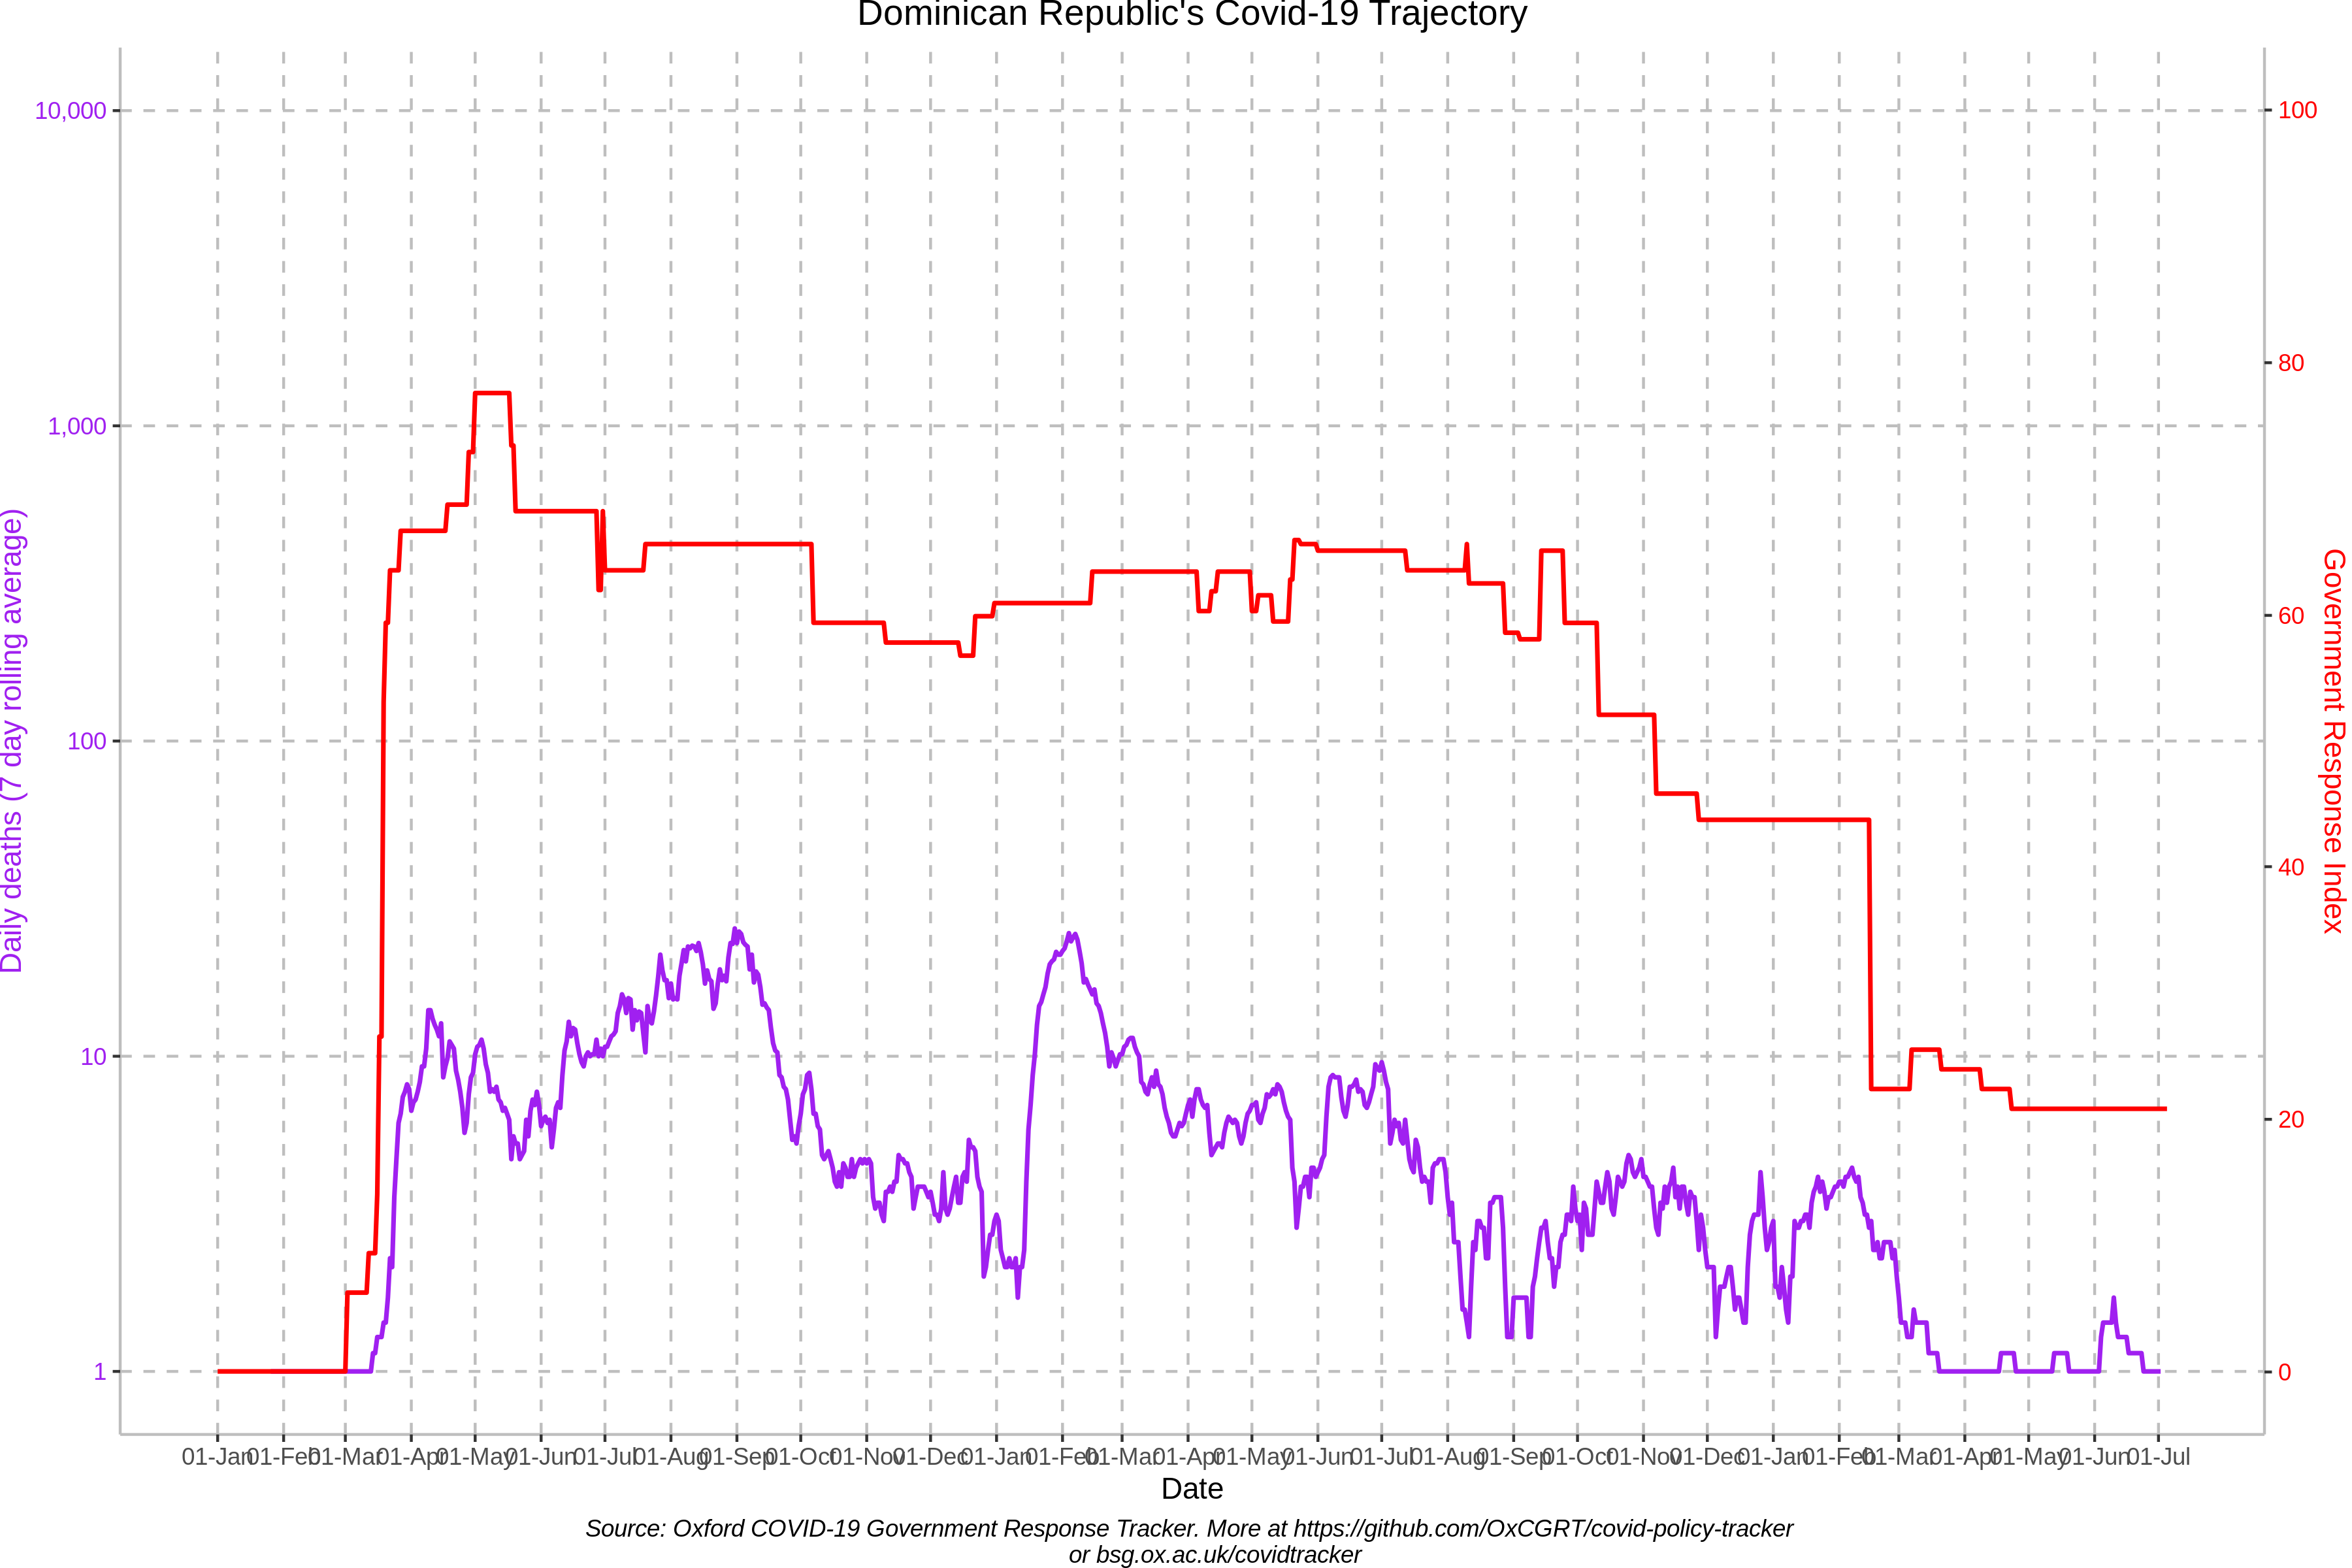 Dominican Republic's Covid-19 Trajectory
10,000
1,000
100
10
1
Daily deaths (7 day rolling average)
100
80
60
40
20
0
Government Response Index
01-Jan 01-Feb 01-Mar 01-Apr 01-May 01-Jun 01-Jul 01-Aug 01-Sep 01-Oct 01-Nov 01-Dec 01-Jan 01-Feb 01-Mar 01-Apr 01-May 01-Jun 01-Jul 01-Aug 01-Sep 01-Oct 01-Nov 01-Dec 01-Jan 01-Feb 01-Mar 01-Apr 01-May 01-Jun 01-Jul
Date
Source: Oxford COVID-19 Government Response Tracker. More at https://github.com/OxCGRT/covid-policy-tracker
or bsg.ox.ac.uk/covidtracker